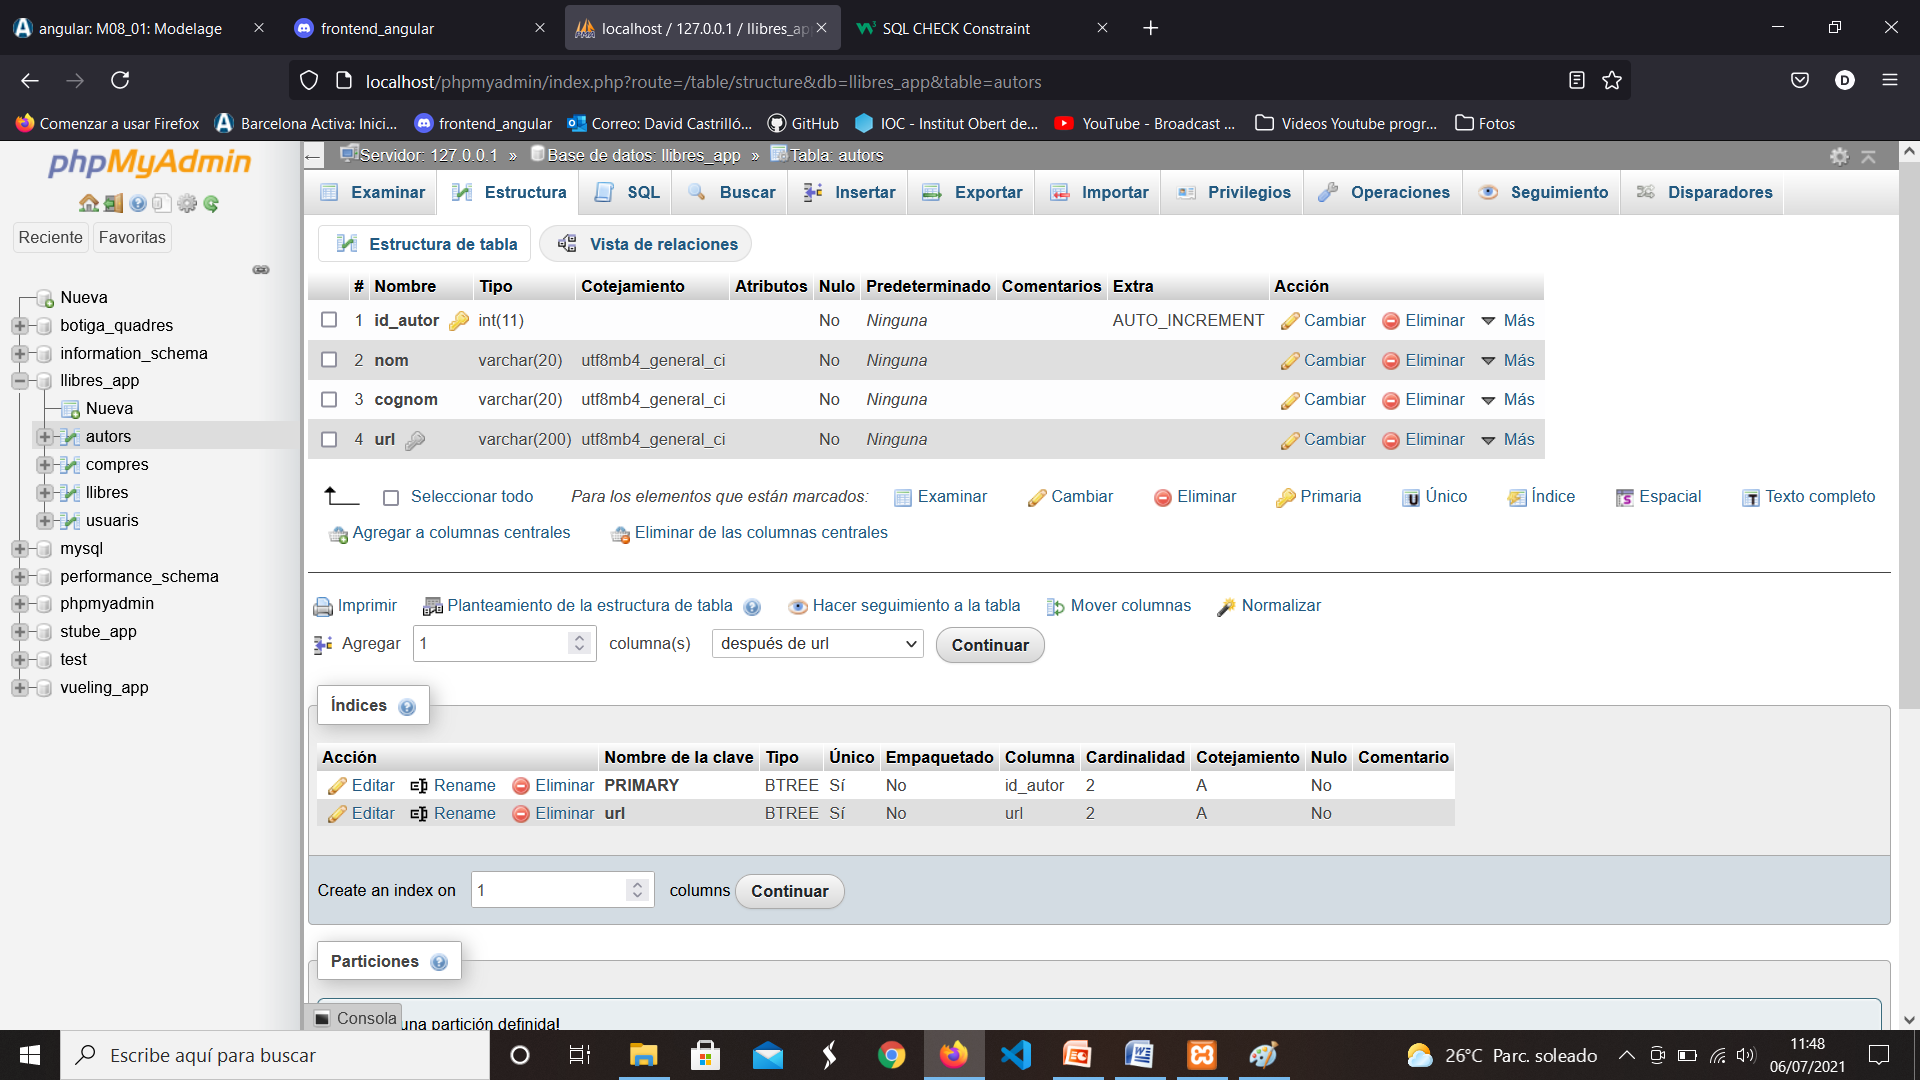 angular: M08_01: Modelage
frontend_angular
localhost / 127.0.0.1 / llibres_ap
SQL CHECK Constraint
localhost/phpmyadmin/index.php?route=/table/structure&db=llibres_app&table=autors
D
Comenzar a usar Firefox
Barcelona Activa: Inici...
frontend_angular
Correo: David Castrilló...
GitHub
IOC - Institut Obert de...
YouTube - Broadcast ...
Videos Youtube progr...
Fotos
phpMyAdmin
Reciente
Favoritas
Nueva
botiga_quadres
information_schema
llibres_app
Nueva
autors
compres
llibres
usuaris
mysql
performance_schema
phpmyadmin
stube_app
test
vueling_app
Servidor: 127.0.0.1 » Base de datos: llibres_app » Tabla: autors
Examinar Estructura SQL Buscar Insertar Exportar Importar Privilegios Operaciones Seguimiento Disparadores
Estructura de tabla Vista de relaciones
# Nombre Tipo Cotejamiento Atributos Nulo Predeterminado Comentarios Extra Acción
1 id_autor int(11) No Ninguna AUTO_INCREMENT Cambiar Eliminar Más
2 nom varchar(20) utf8mb4_general_ci No Ninguna Cambiar Eliminar Más
3 cognom varchar(20) utf8mb4_general_ci No Ninguna Cambiar Eliminar Más
4 url varchar(200) utf8mb4_general_ci No Ninguna Cambiar Eliminar Más
Seleccionar todo Para los elementos que están marcados: Examinar Cambiar Eliminar Primaria Único Índice Espacial Texto completo
Agregar a columnas centrales Eliminar de las columnas centrales
Imprimir Planteamiento de la estructura de tabla Hacer seguimiento a la tabla Mover columnas Normalizar
Agregar 1 columna(s) después de url Continuar
Índices
Acción Nombre de la clave Tipo Único Empaquetado Columna Cardinalidad Cotejamiento Nulo Comentario
Editar Rename Eliminar PRIMARY BTREE Sí No id_autor 2 A No
Editar Rename Eliminar url BTREE Sí No url 2 A No
Create an index on 1 columns Continuar
Particiones
Consola
una partición definida!
Escribe aquí para buscar
26°C Parc. soleado
11:48
06/07/2021